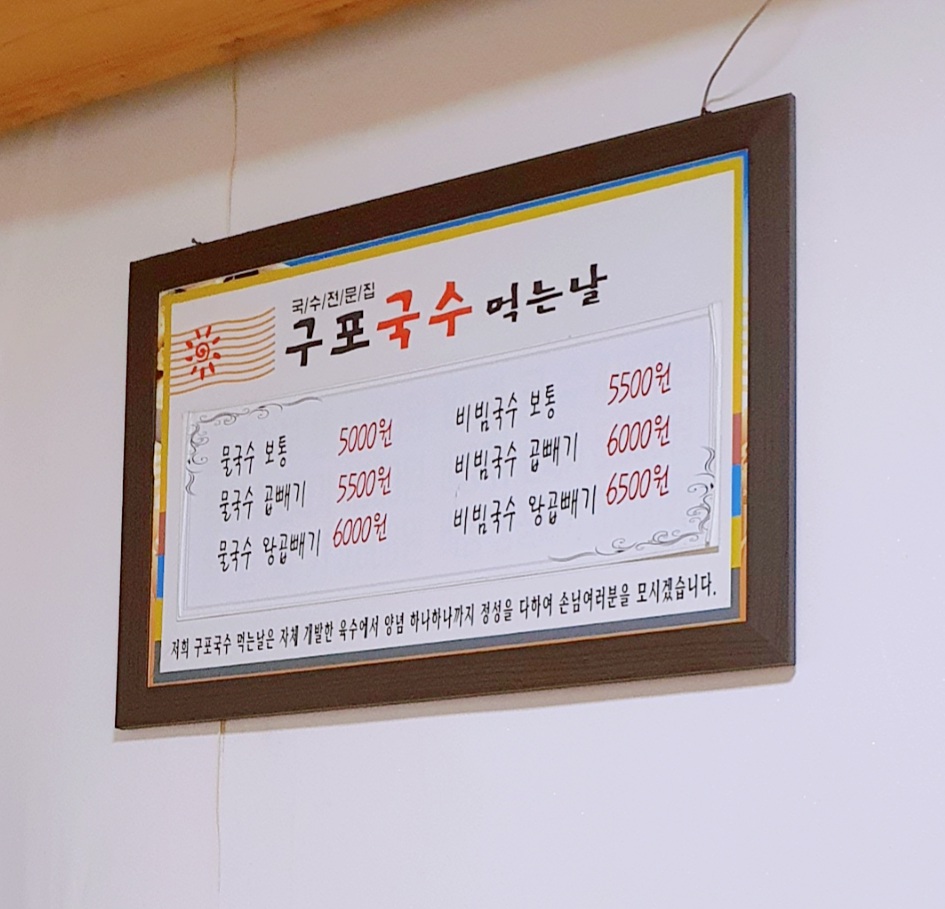 국/수/전/문/집
구포국수 먹는날
물국수 보통 5000원
물국수 곱빼기 5500원
물국수 왕곱빼기 6000원
비빔국수 보통 5500원
비빔국수 곱빼기 6000원
비빔국수 왕곱빼기 6500원
저희 구포국수 먹는날은 자체 개발한 육수에서 양념 하나하나까지 정성을 다하여 손님여러분을 모시겠습니다.